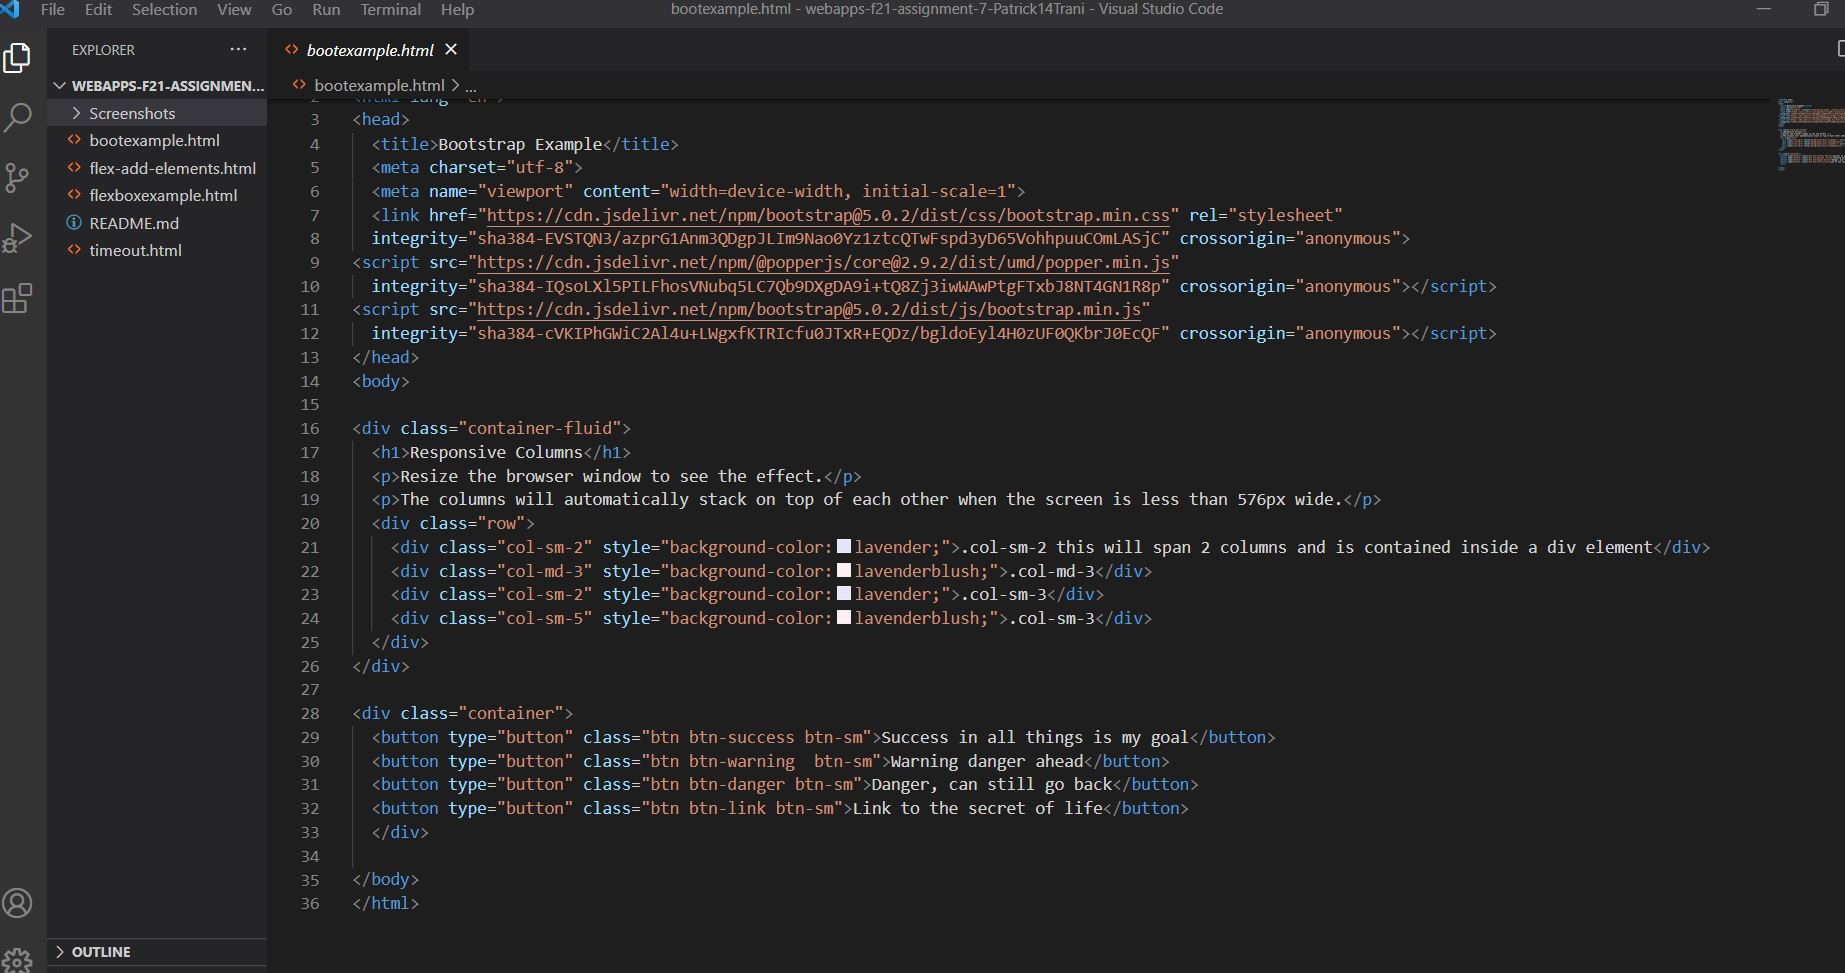 File Edit Selection View Go Run Terminal Help
bootexample.html - webapps-f21-assignment-7-Patrick14Trani - Visual Studio Code
EXPLORER ...
WEBAPPS-F21-ASSIGNMEN...
Screenshots
bootexample.html
flex-add-elements.html
flexboxexample.html
README.md
timeout.html
OUTLINE
bootexample.html
bootexample.html > ...
2 <html lang="en">
3 <head>
4 <title>Bootstrap Example</title>
5 <meta charset="utf-8">
6 <meta name="viewport" content="width=device-width, initial-scale=1">
7 <link href="https://cdn.jsdelivr.net/npm/bootstrap@5.0.2/dist/css/bootstrap.min.css" rel="stylesheet"
8 integrity="sha384-EVSTQN3/azprG1Anm3QDgpJLIm9Nao0Yz1ztcQTwFspd3yD65VohhpuuCOmLASjC" crossorigin="anonymous">
9 <script src="https://cdn.jsdelivr.net/npm/@popperjs/core@2.9.2/dist/umd/popper.min.js"
10 integrity="sha384-IQsoLXl5PILFhosVNubq5LC7Qb9DXgDA9i+tQ8Zj3iwWAwPtgFTxbJ8NT4GN1R8p" crossorigin="anonymous"></script>
11 <script src="https://cdn.jsdelivr.net/npm/bootstrap@5.0.2/dist/js/bootstrap.min.js"
12 integrity="sha384-cVKIPhGWiC2Al4u+LWgxfKTRIcfu0JTxR+EQDz/bgldoEyl4H0zUF0QKbrJ0EcQF" crossorigin="anonymous"></script>
13 </head>
14 <body>
15
16 <div class="container-fluid">
17 <h1>Responsive Columns</h1>
18 <p>Resize the browser window to see the effect.</p>
19 <p>The columns will automatically stack on top of each other when the screen is less than 576px wide.</p>
20 <div class="row">
21 <div class="col-sm-2" style="background-color:lavender;">.col-sm-2 this will span 2 columns and is contained inside a div element</div>
22 <div class="col-md-3" style="background-color:lavenderblush;">.col-md-3</div>
23 <div class="col-sm-2" style="background-color:lavender;">.col-sm-3</div>
24 <div class="col-sm-5" style="background-color:lavenderblush;">.col-sm-3</div>
25 </div>
26 </div>
27
28 <div class="container">
29 <button type="button" class="btn btn-success btn-sm">Success in all things is my goal</button>
30 <button type="button" class="btn btn-warning  btn-sm">Warning danger ahead</button>
31 <button type="button" class="btn btn-danger btn-sm">Danger, can still go back</button>
32 <button type="button" class="btn btn-link btn-sm">Link to the secret of life</button>
33 </div>
34
35 </body>
36 </html>